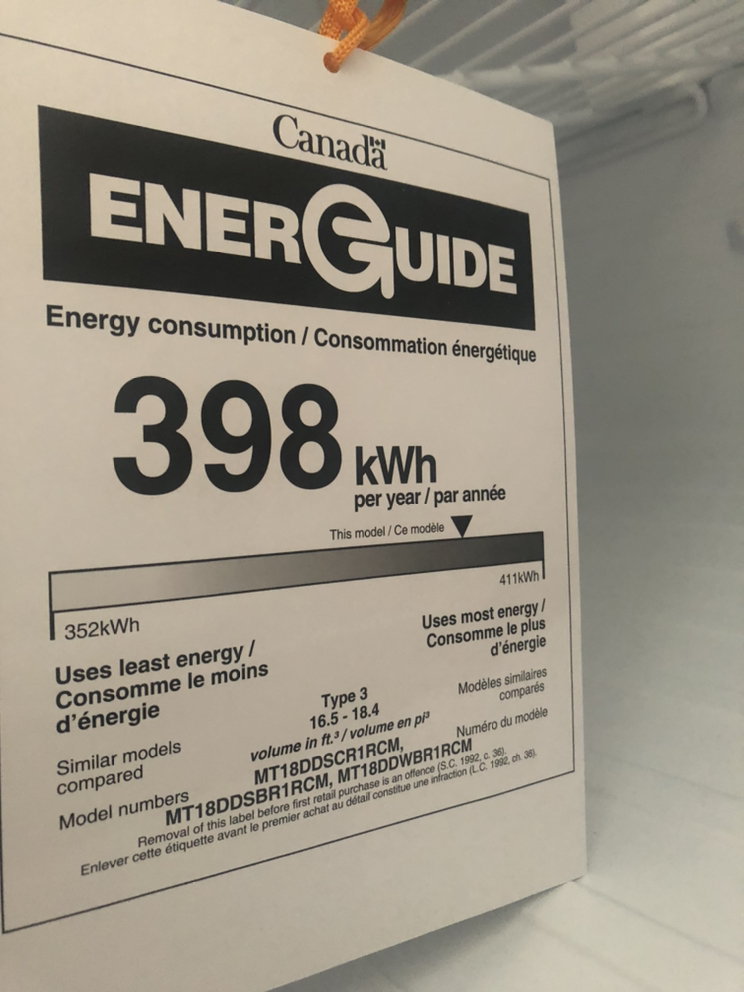 Canada
ENERGUIDE
Energy consumption / Consommation énergétique
398 kWh
per year / par année
This model / Ce modèle
352kWh
411kWh
Uses least energy /
Consomme le moins
d'énergie
Uses most energy /
Consomme le plus
d'énergie
Similar models
compared
Type 3
16.5 - 18.4
volume in ft.³ / volume en pi³
Modèles similaires
comparés
Model numbers
MT18DDSCR1RCM,
MT18DDSBR1RCM, MT18DDWBR1RCM
Numéro du modèle
Removal of this label before first retail purchase is an offence (S.C. 1992, c. 36).
Enlever cette étiquette avant le premier achat au détail constitue une infraction (L.C. 1992, ch. 36).